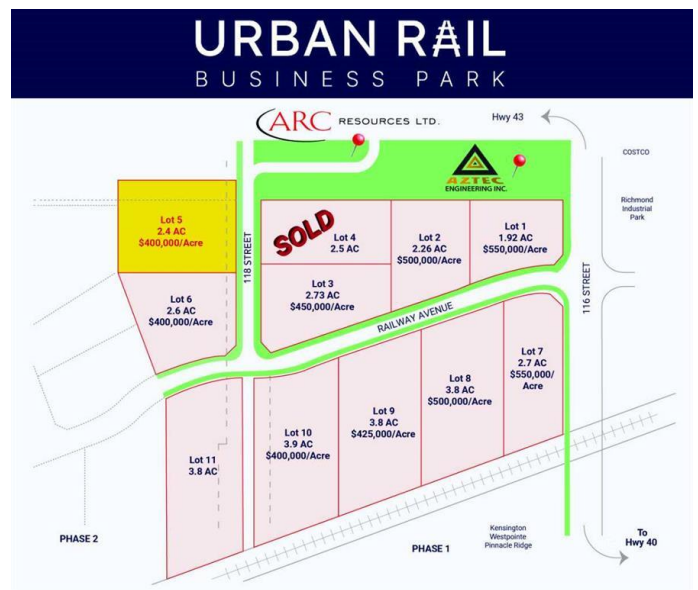 URBAN RAIL
BUSINESS PARK
ARC RESOURCES LTD.
Hwy 43
COSTCO
AZTEC
ENGINEERING INC.
Richmond
Industrial
Park
Lot 5
2.4 AC
$400,000/Acre
118 STREET
SOLD
Lot 4
2.5 AC
Lot 2
2.26 AC
$500,000/Acre
Lot 1
1.92 AC
$550,000/Acre
Lot 3
2.73 AC
$450,000/Acre
116 STREET
Lot 6
2.6 AC
$400,000/Acre
RAILWAY AVENUE
Lot 7
2.7 AC
$550,000/
Acre
Lot 8
3.8 AC
$500,000/Acre
Lot 9
3.8 AC
$425,000/Acre
Lot 10
3.9 AC
$400,000/Acre
Lot 11
3.8 AC
PHASE 2
PHASE 1
Kensington
Westpointe
Pinnacle Ridge
To
Hwy 40